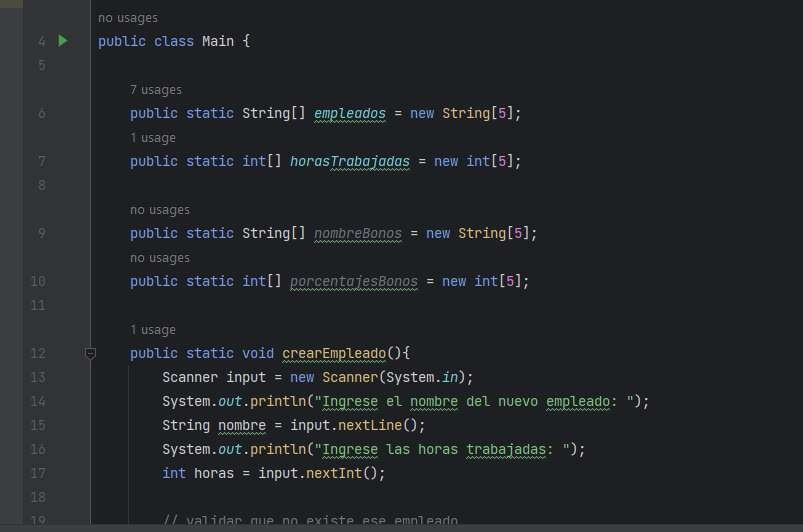 no usages
4 public class Main {
5
7 usages
6 public static String[] empleados = new String[5];
1 usage
7 public static int[] horasTrabajadas = new int[5];
8
no usages
9 public static String[] nombreBonos = new String[5];
no usages
10 public static int[] porcentajesBonos = new int[5];
11
1 usage
12 public static void crearEmpleado(){
13 Scanner input = new Scanner(System.in);
14 System.out.println("Ingrese el nombre del nuevo empleado: ");
15 String nombre = input.nextLine();
16 System.out.println("Ingrese las horas trabajadas: ");
17 int horas = input.nextInt();
18
19 // validar que no existe ese empleado